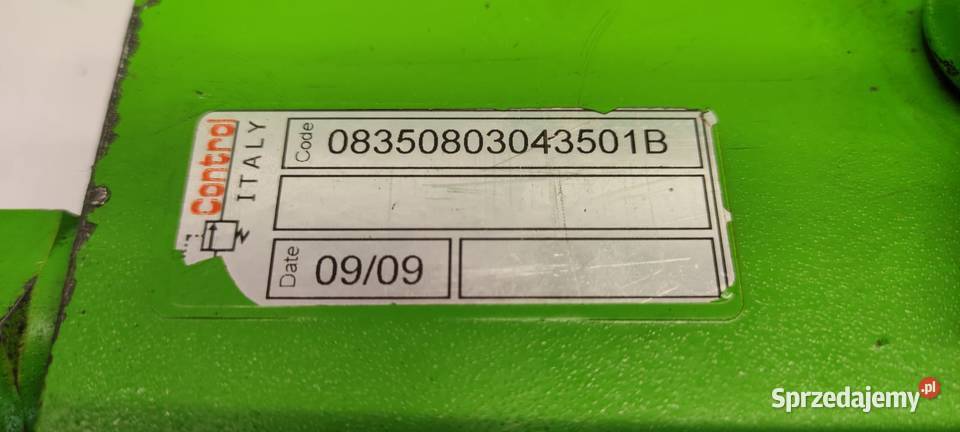 Control
ITALY
Code
08350803043501B
Date
09/09
Sprzedajemy.pl